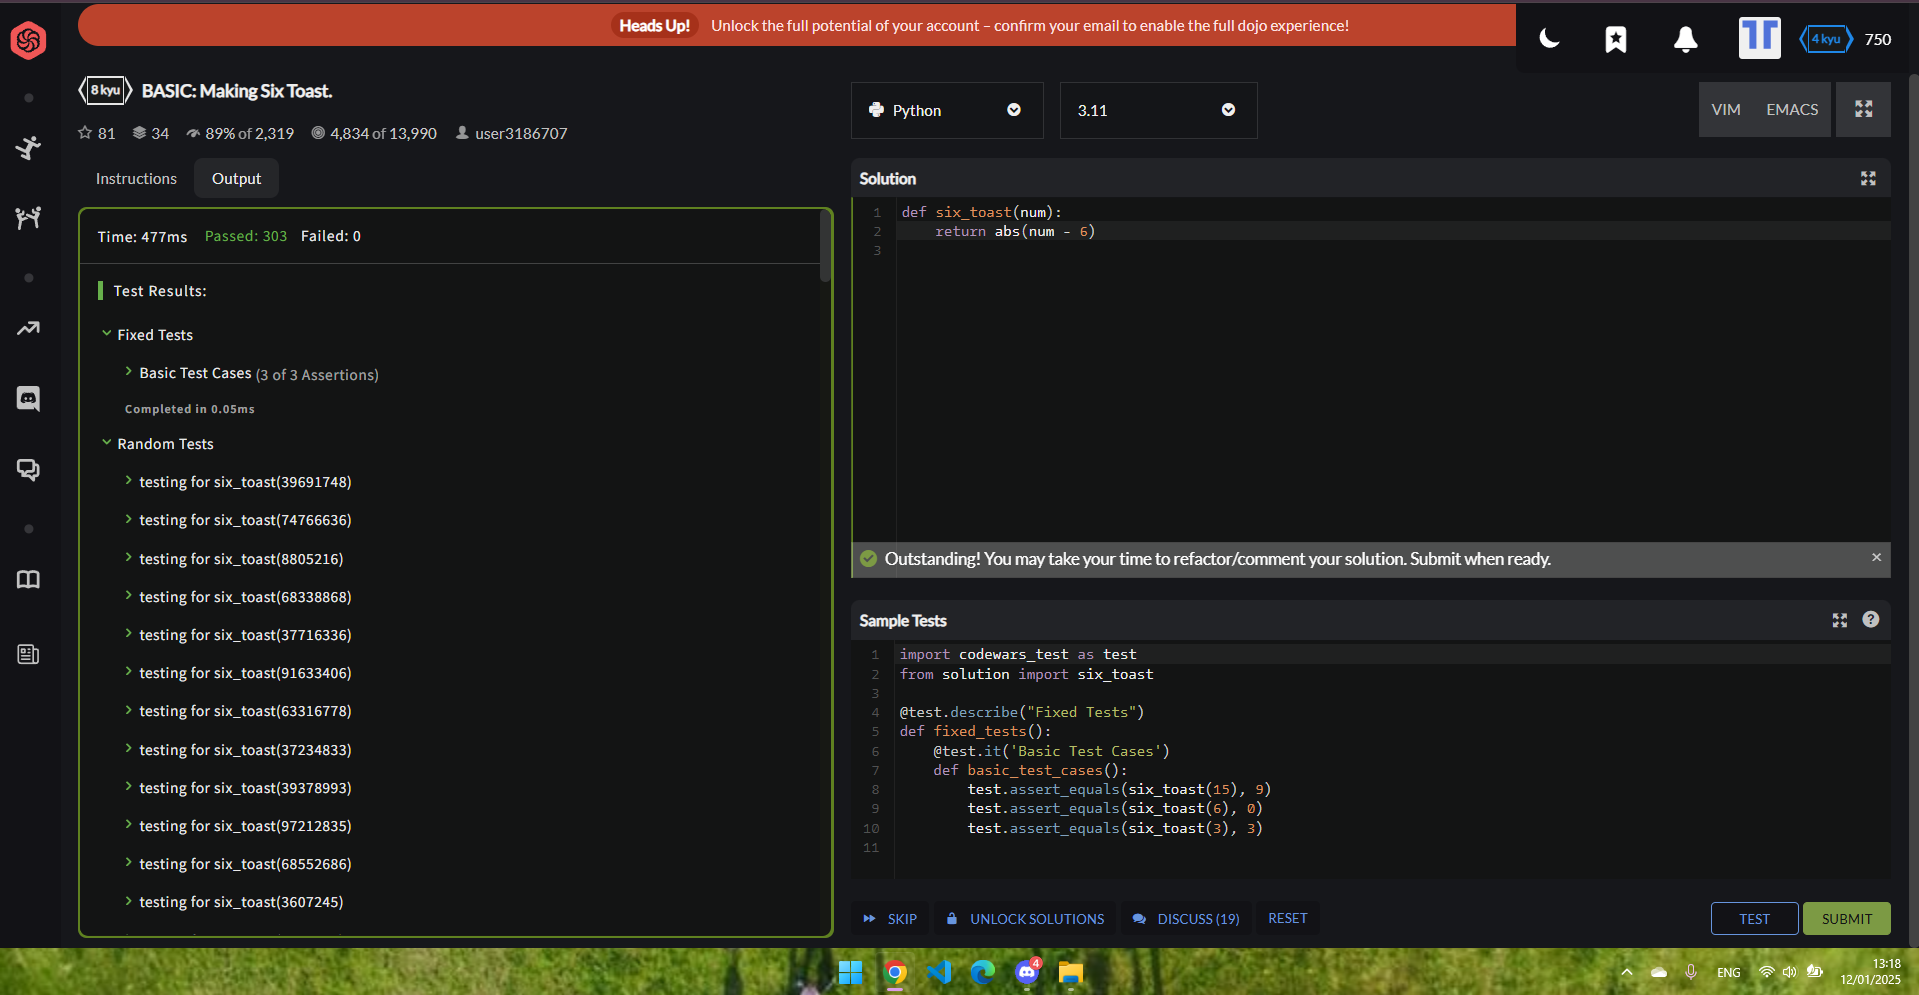 Heads Up! Unlock the full potential of your account – confirm your email to enable the full dojo experience!
4 kyu 750
8 kyu BASIC: Making Six Toast.
81 34 89% of 2,319 4,834 of 13,990 user3186707
Instructions Output
Time: 477ms Passed: 303 Failed: 0
Test Results:
Fixed Tests
Basic Test Cases (3 of 3 Assertions)
Completed in 0.05ms
Random Tests
testing for six_toast(39691748)
testing for six_toast(74766636)
testing for six_toast(8805216)
testing for six_toast(68338868)
testing for six_toast(37716336)
testing for six_toast(91633406)
testing for six_toast(63316778)
testing for six_toast(37234833)
testing for six_toast(39378993)
testing for six_toast(97212835)
testing for six_toast(68552686)
testing for six_toast(3607245)
Python 3.11 VIM EMACS
Solution
1 def six_toast(num):
2     return abs(num - 6)
3
Outstanding! You may take your time to refactor/comment your solution. Submit when ready. ×
Sample Tests ?
1 import codewars_test as test
2 from solution import six_toast
3
4 @test.describe("Fixed Tests")
5 def fixed_tests():
6     @test.it('Basic Test Cases')
7     def basic_test_cases():
8         test.assert_equals(six_toast(15), 9)
9         test.assert_equals(six_toast(6), 0)
10         test.assert_equals(six_toast(3), 3)
11
SKIP UNLOCK SOLUTIONS DISCUSS (19) RESET TEST SUBMIT
4
ENG 13:18
12/01/2025